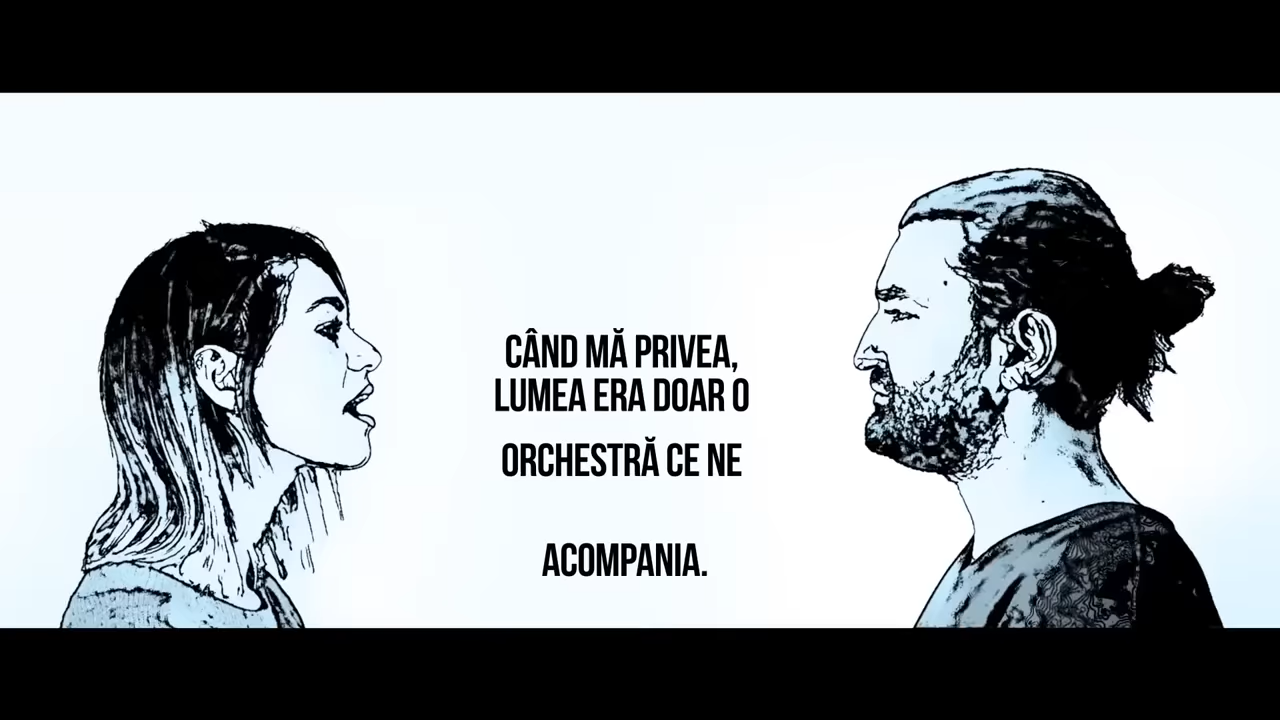 CÂND MĂ PRIVEA,
LUMEA ERA DOAR O
ORCHESTRĂ CE NE
ACOMPANIA.